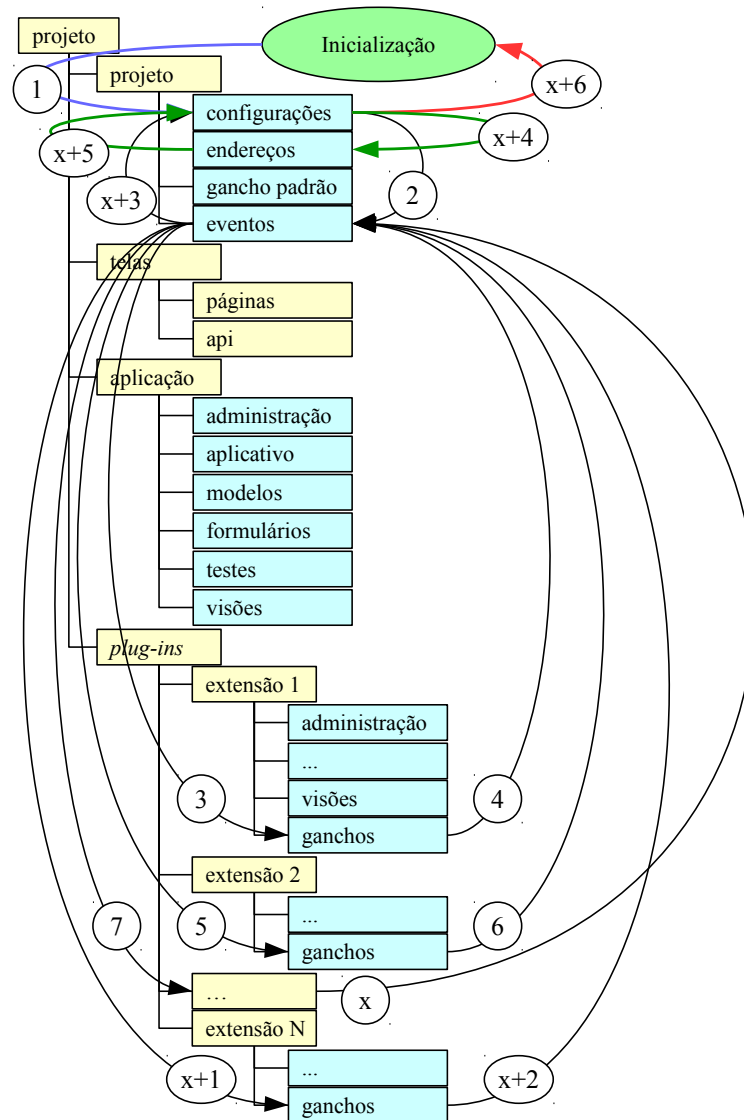 projeto
Inicialização
projeto
1
x+6
configurações
x+4
x+5
endereços
x+3
gancho padrão
2
eventos
telas
páginas
api
aplicação
administração
aplicativo
modelos
formulários
testes
visões
plug-ins
extensão 1
administração
...
3
visões
4
ganchos
extensão 2
...
7
5
6
ganchos
...
x
extensão N
...
x+1
x+2
ganchos